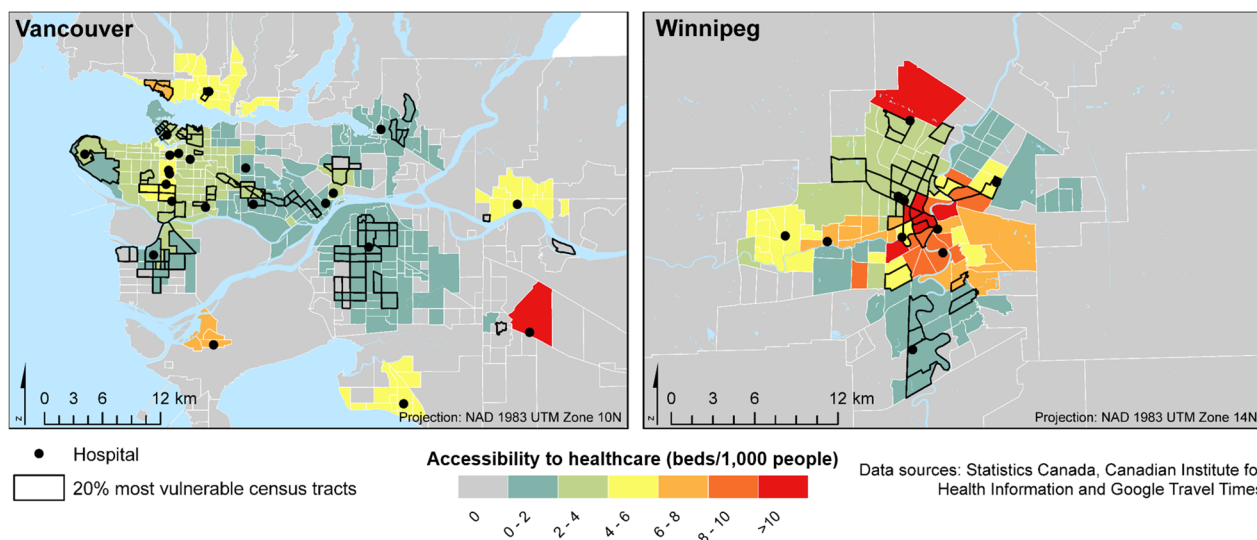 Vancouver
Winnipeg
0 3 6 12 km
Projection: NAD 1983 UTM Zone 10N
0 3 6 12 km
Projection: NAD 1983 UTM Zone 14N
z
z
Hospital
20% most vulnerable census tracts
Accessibility to healthcare (beds/1,000 people)
0
0 - 2
2 - 4
4 - 6
6 - 8
8 - 10
>10
Data sources: Statistics Canada, Canadian Institute fo
Health Information and Google Travel Times